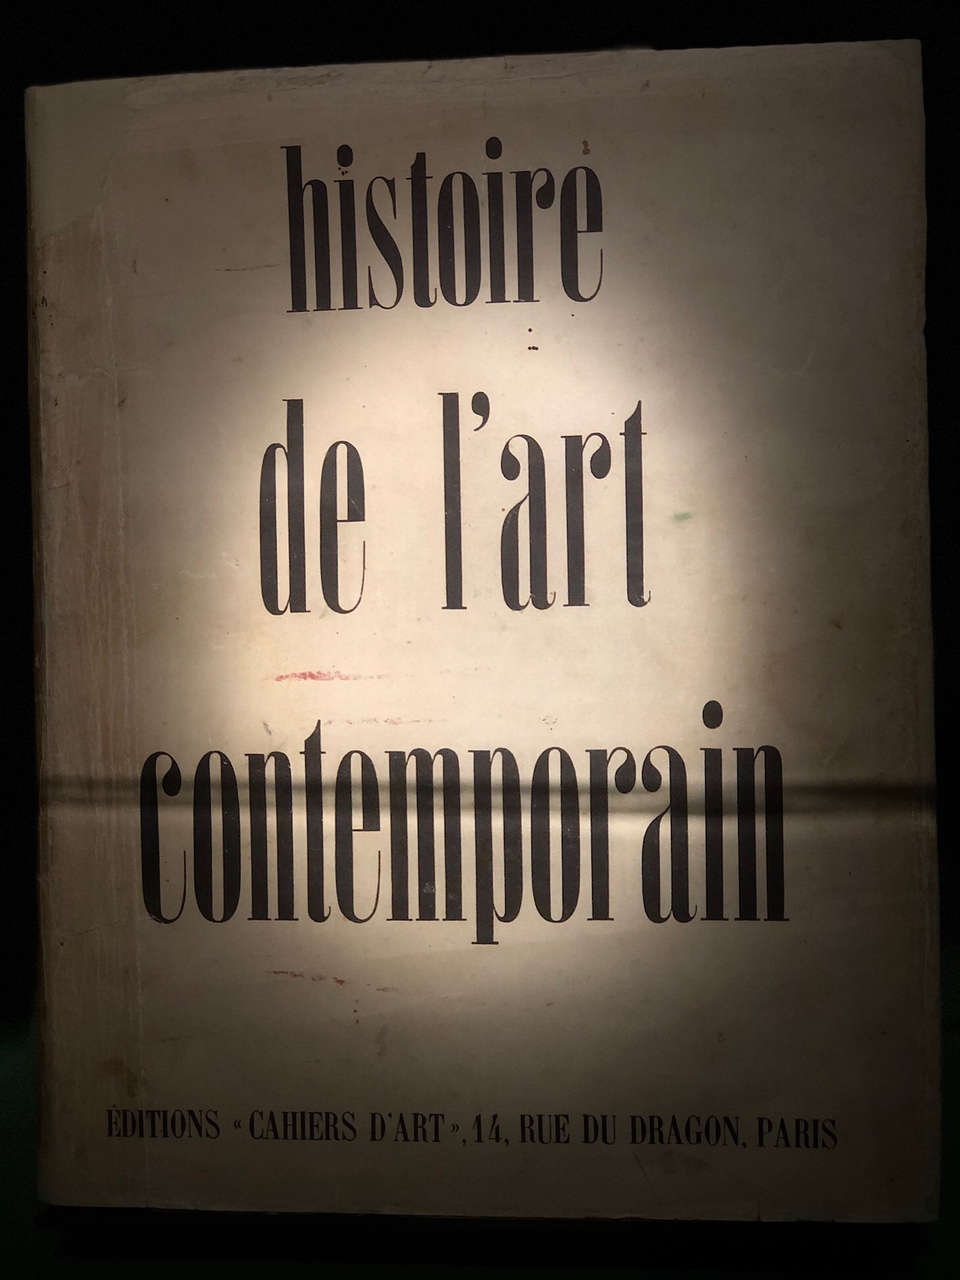 histoire
de l'art
contemporain
ÉDITIONS « CAHIERS D'ART », 14, RUE DU DRAGON, PARIS